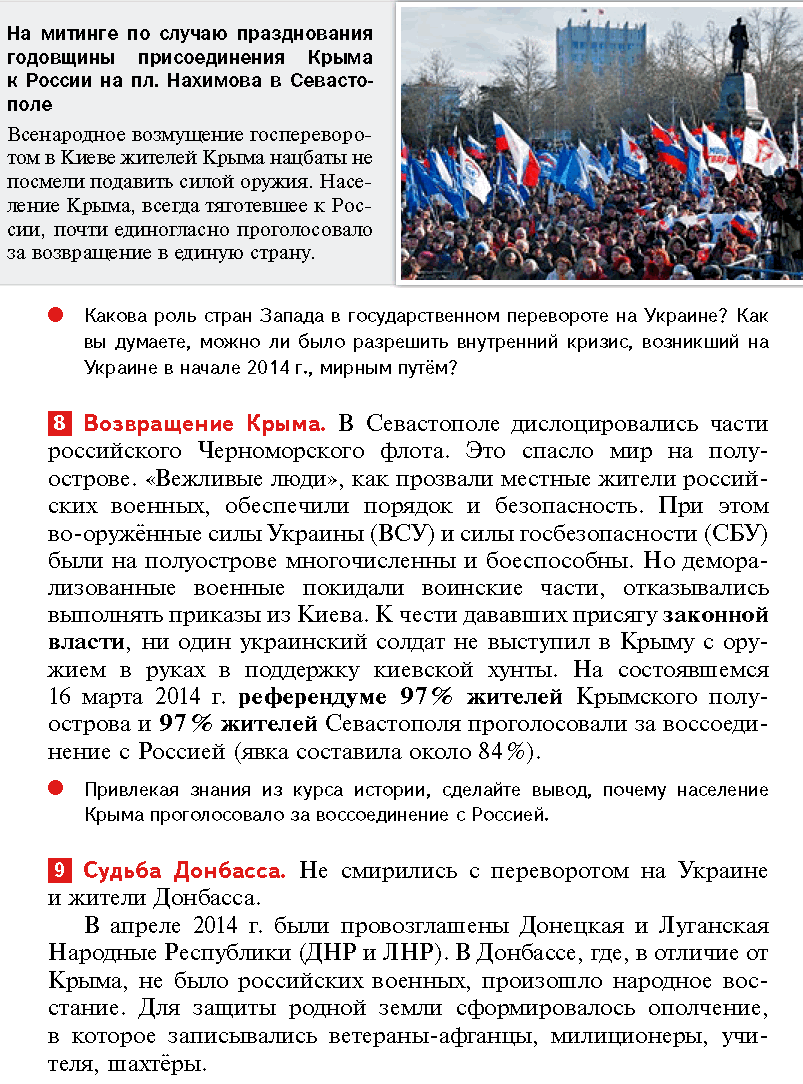 На митинге по случаю празднования
годовщины присоединения Крыма
к России на пл. Нахимова в Севасто-
поле
Всенародное возмущение госпереворо-
том в Киеве жителей Крыма нацбаты не
посмели подавить силой оружия. Насе-
ление Крыма, всегда тяготевшее к Рос-
сии, почти единогласно проголосовало
за возвращение в единую страну.
● Какова роль стран Запада в государственном перевороте на Украине? Как
вы думаете, можно ли было разрешить внутренний кризис, возникший на
Украине в начале 2014 г., мирным путём?
8 Возвращение Крыма. В Севастополе дислоцировались части
российского Черноморского флота. Это спасло мир на полу-
острове. «Вежливые люди», как прозвали местные жители россий-
ских военных, обеспечили порядок и безопасность. При этом
во-оружённые силы Украины (ВСУ) и силы госбезопасности (СБУ)
были на полуострове многочисленны и боеспособны. Но демора-
лизованные военные покидали воинские части, отказывались
выполнять приказы из Киева. К чести дававших присягу законной
власти, ни один украинский солдат не выступил в Крыму с ору-
жием в руках в поддержку киевской хунты. На состоявшемся
16 марта 2014 г. референдуме 97 % жителей Крымского полу-
острова и 97 % жителей Севастополя проголосовали за воссоеди-
нение с Россией (явка составила около 84 %).
● Привлекая знания из курса истории, сделайте вывод, почему население
Крыма проголосовало за воссоединение с Россией.
9 Судьба Донбасса. Не смирились с переворотом на Украине
и жители Донбасса.
В апреле 2014 г. были провозглашены Донецкая и Луганская
Народные Республики (ДНР и ЛНР). В Донбассе, где, в отличие от
Крыма, не было российских военных, произошло народное вос-
стание. Для защиты родной земли сформировалось ополчение,
в которое записывались ветераны-афганцы, милиционеры, учи-
теля, шахтёры.